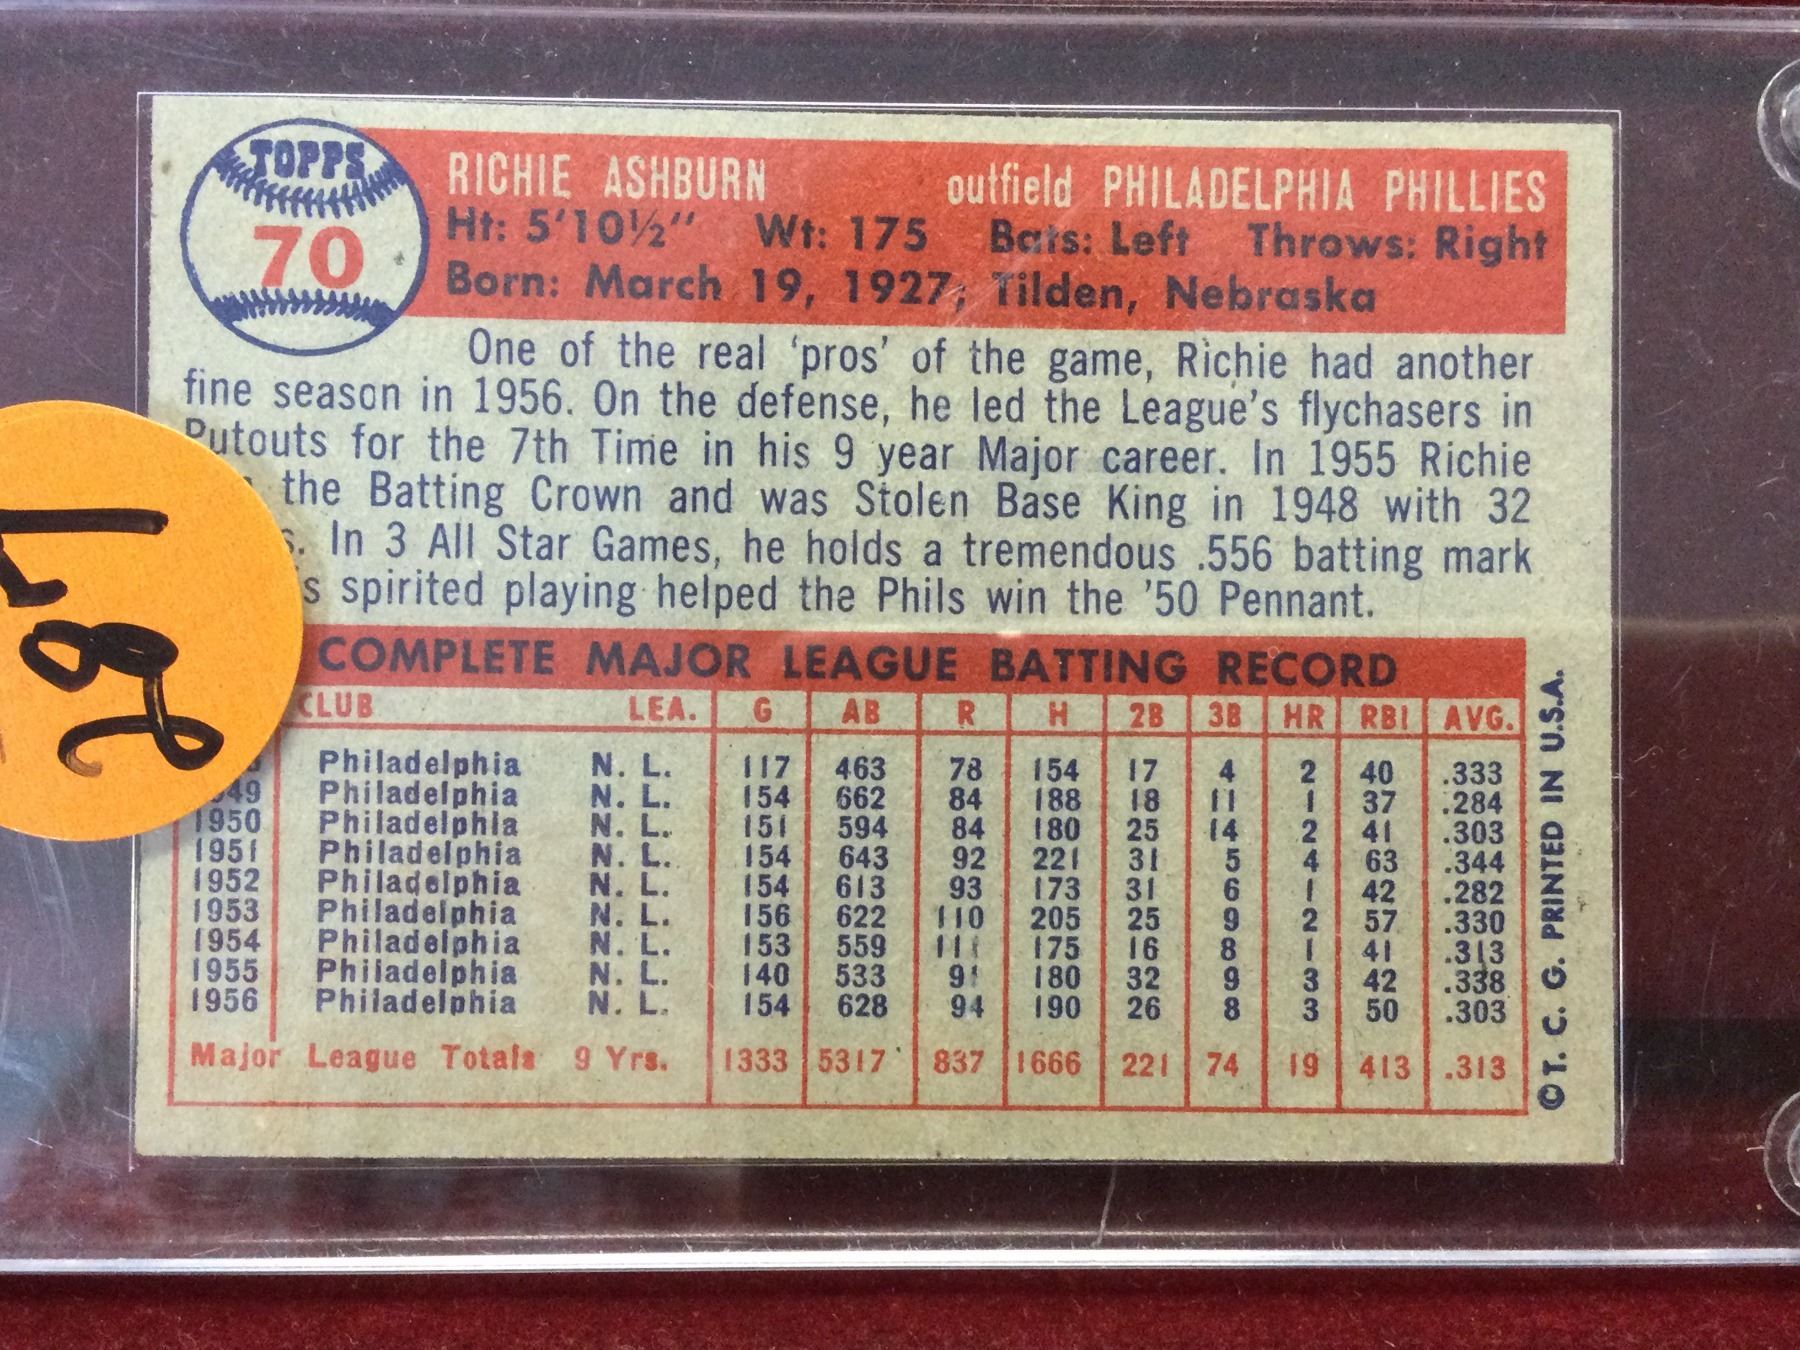 TOPPS
70
RICHIE ASHBURN outfield PHILADELPHIA PHILLIES
Ht: 5'10½" Wt: 175 Bats: Left Throws: Right
Born: March 19, 1927; Tilden, Nebraska
One of the real 'pros' of the game, Richie had another
fine season in 1956. On the defense, he led the League's flychasers in
Putouts for the 7th Time in his 9 year Major career. In 1955 Richie
the Batting Crown and was Stolen Base King in 1948 with 32
In 3 All Star Games, he holds a tremendous .556 batting mark
spirited playing helped the Phils win the '50 Pennant.
COMPLETE MAJOR LEAGUE BATTING RECORD
CLUB LEA. G AB R H 2B 3B HR RBI AVG.
Philadelphia N. L. 117 463 78 154 17 4 2 40 .333
49 Philadelphia N. L. 154 662 84 188 18 11 1 37 .284
1950 Philadelphia N. L. 151 594 84 180 25 14 2 41 .303
1951 Philadelphia N. L. 154 643 92 221 31 5 4 63 .344
1952 Philadelphia N. L. 154 613 93 173 31 6 1 42 .282
1953 Philadelphia N. L. 156 622 110 205 25 9 2 57 .330
1954 Philadelphia N. L. 153 559 111 175 16 8 1 41 .313
1955 Philadelphia N. L. 140 533 91 180 32 9 3 42 .338
1956 Philadelphia N. L. 154 628 94 190 26 8 3 50 .303
Major League Totals 9 Yrs. 1333 5317 837 1666 221 74 19 413 .313
© T. C. G. PRINTED IN U.S.A.